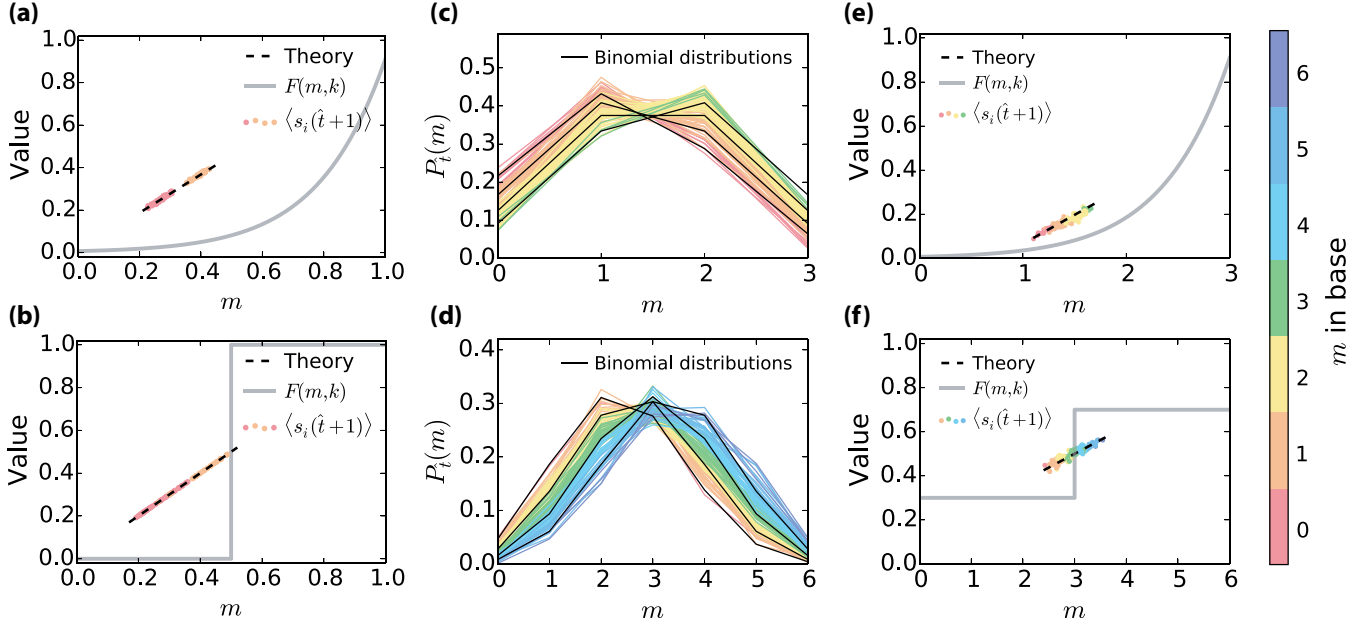 (a)
1.0
0.8
0.6
0.4
0.2
0.0
Value
Theory
F(m,k)
⟨s_i(t̂+1)⟩
0.0 0.2 0.4 0.6 0.8 1.0
m
(c)
0.5
0.4
0.3
0.2
0.1
0.0
P_t(m)
Binomial distributions
0 1 2 3
m
(e)
1.0
0.8
0.6
0.4
0.2
0.0
Value
Theory
F(m,k)
⟨s_i(t̂+1)⟩
0 1 2 3
m
(b)
1.0
0.8
0.6
0.4
0.2
0.0
Value
Theory
F(m,k)
⟨s_i(t̂+1)⟩
0.0 0.2 0.4 0.6 0.8 1.0
m
(d)
0.4
0.3
0.2
0.1
0.0
P_t(m)
Binomial distributions
0 1 2 3 4 5 6
m
(f)
1.0
0.8
0.6
0.4
0.2
0.0
Value
Theory
F(m,k)
⟨s_i(t̂+1)⟩
0 1 2 3 4 5 6
m
6
5
4
3
2
1
0
m in base